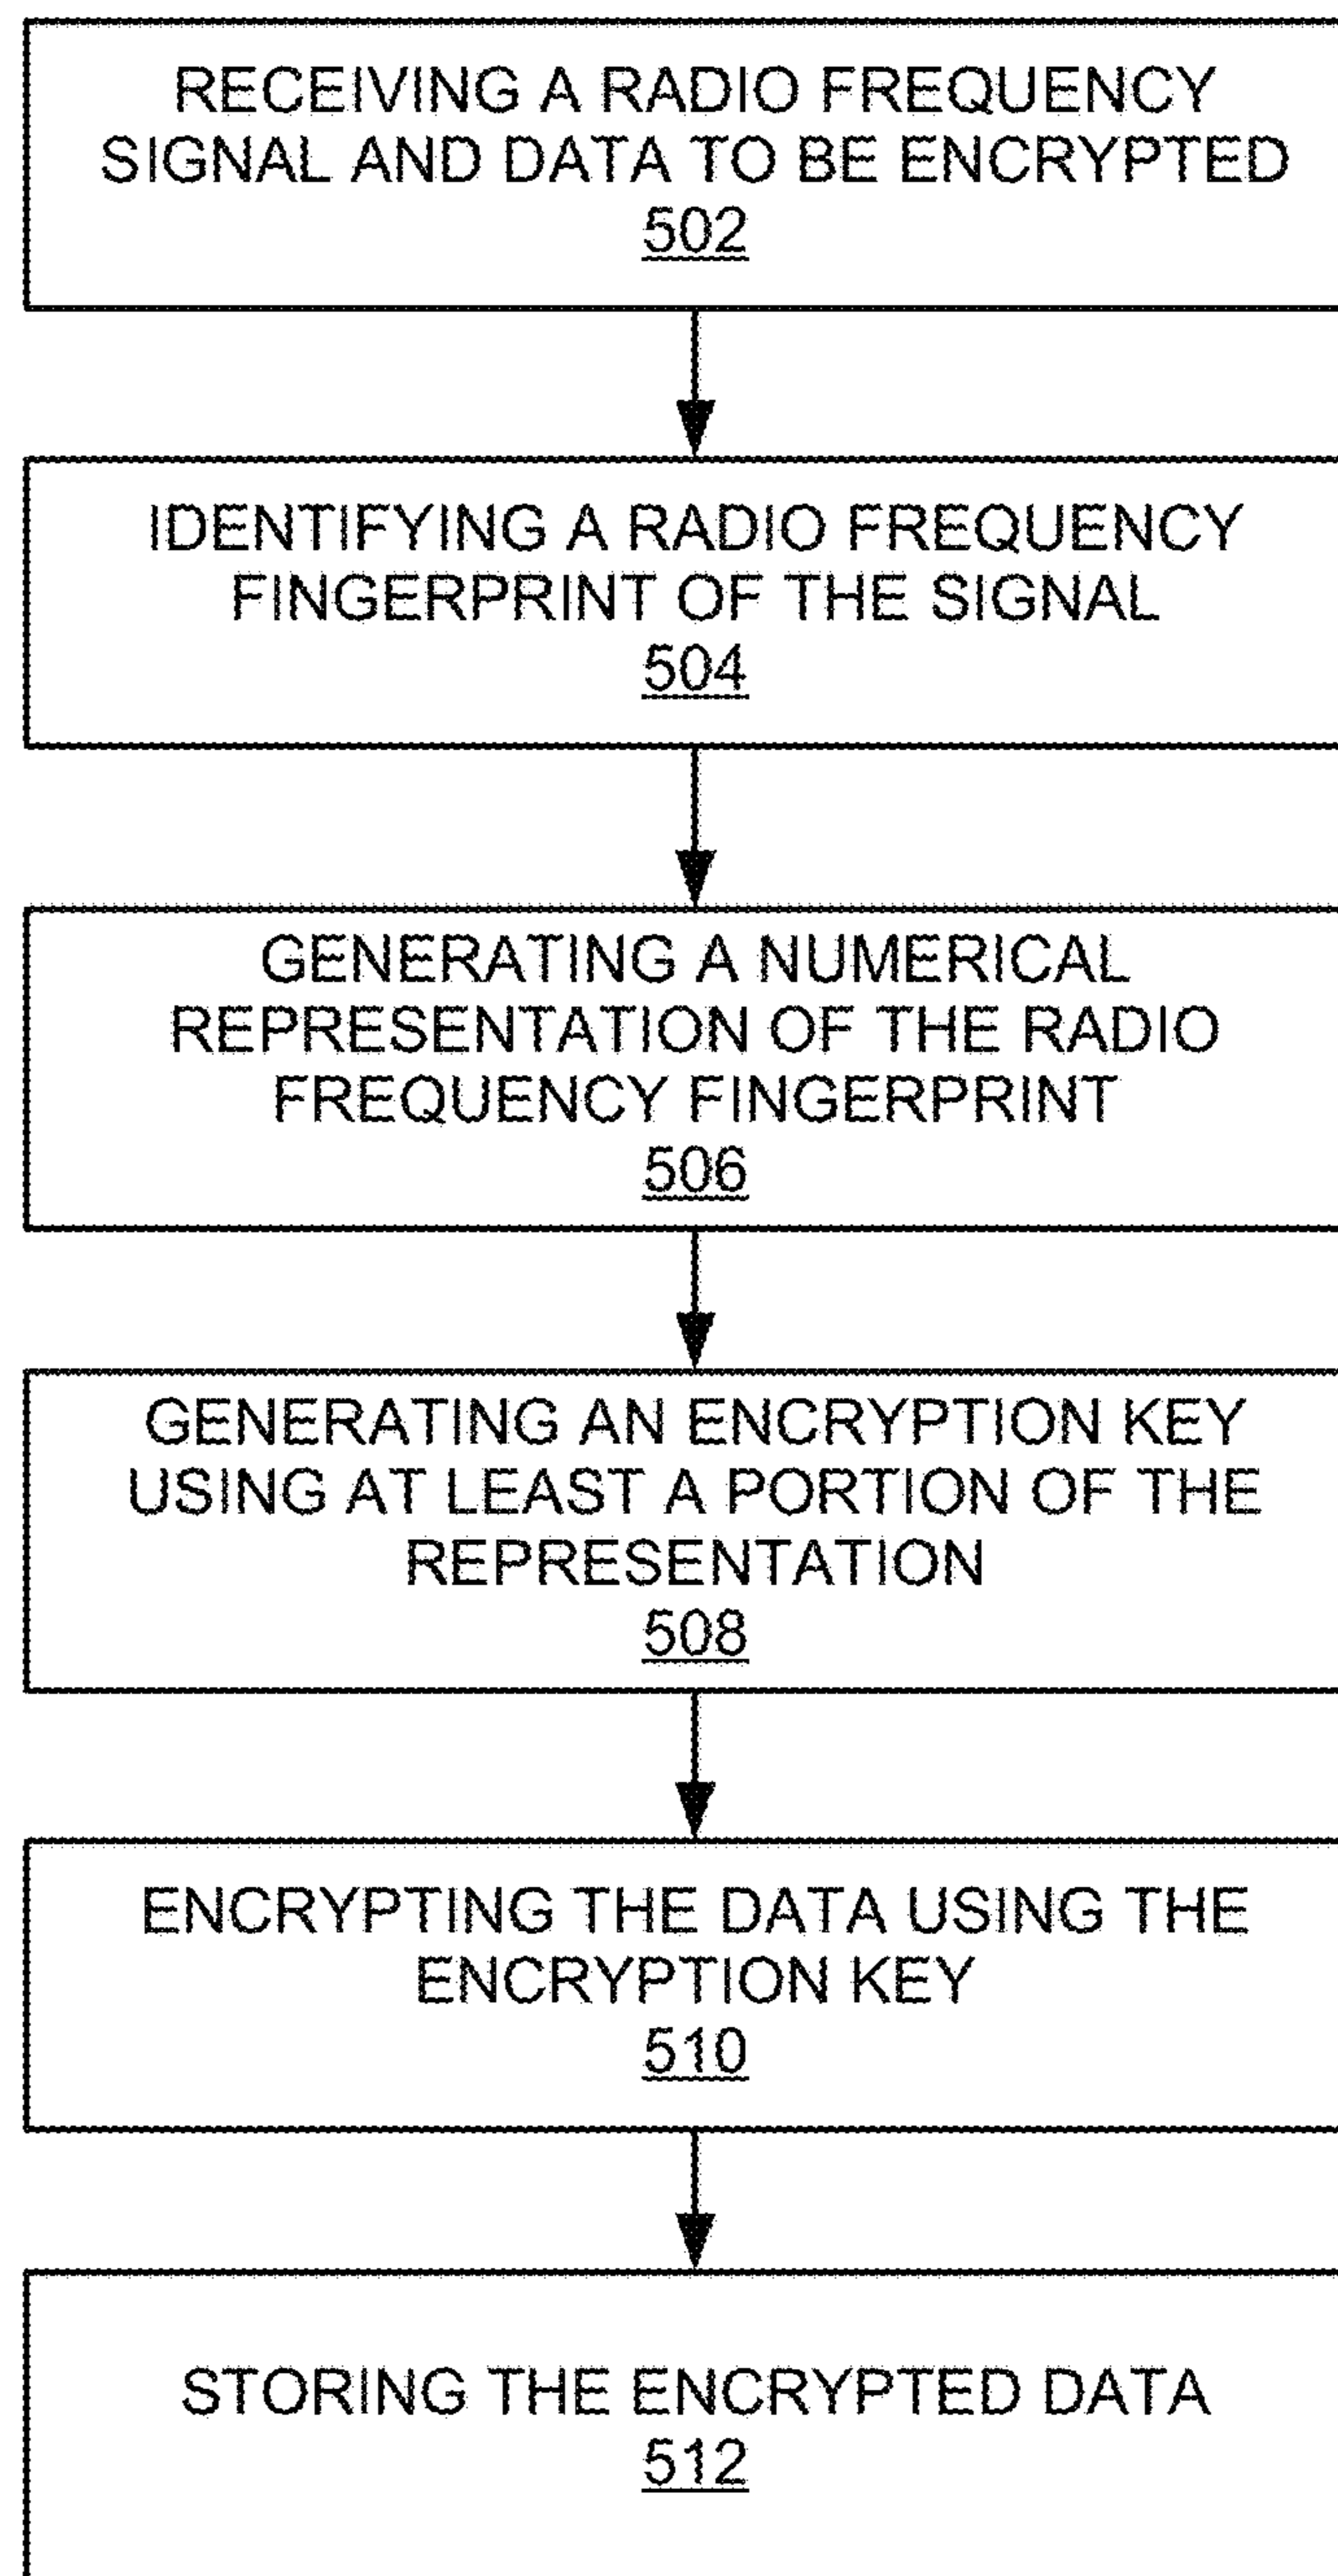 RECEIVING A RADIO FREQUENCY
SIGNAL AND DATA TO BE ENCRYPTED
502
IDENTIFYING A RADIO FREQUENCY
FINGERPRINT OF THE SIGNAL
504
GENERATING A NUMERICAL
REPRESENTATION OF THE RADIO
FREQUENCY FINGERPRINT
506
GENERATING AN ENCRYPTION KEY
USING AT LEAST A PORTION OF THE
REPRESENTATION
508
ENCRYPTING THE DATA USING THE
ENCRYPTION KEY
510
STORING THE ENCRYPTED DATA
512